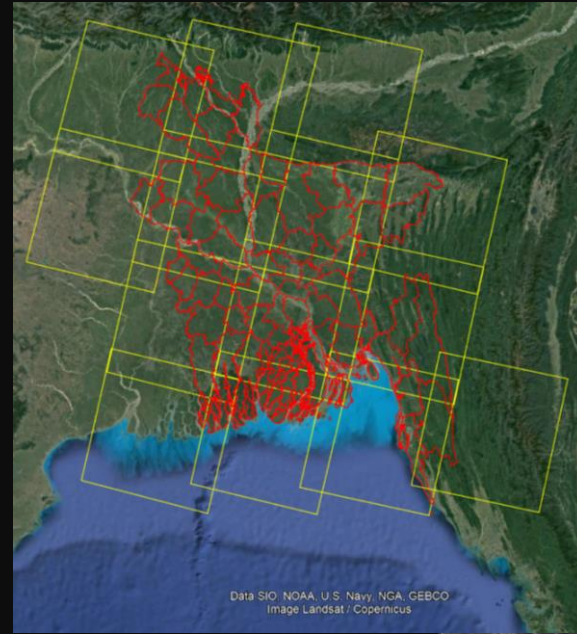 Data SIO, NOAA, U.S. Navy, NGA, GEBCO
Image Landsat / Copernicus